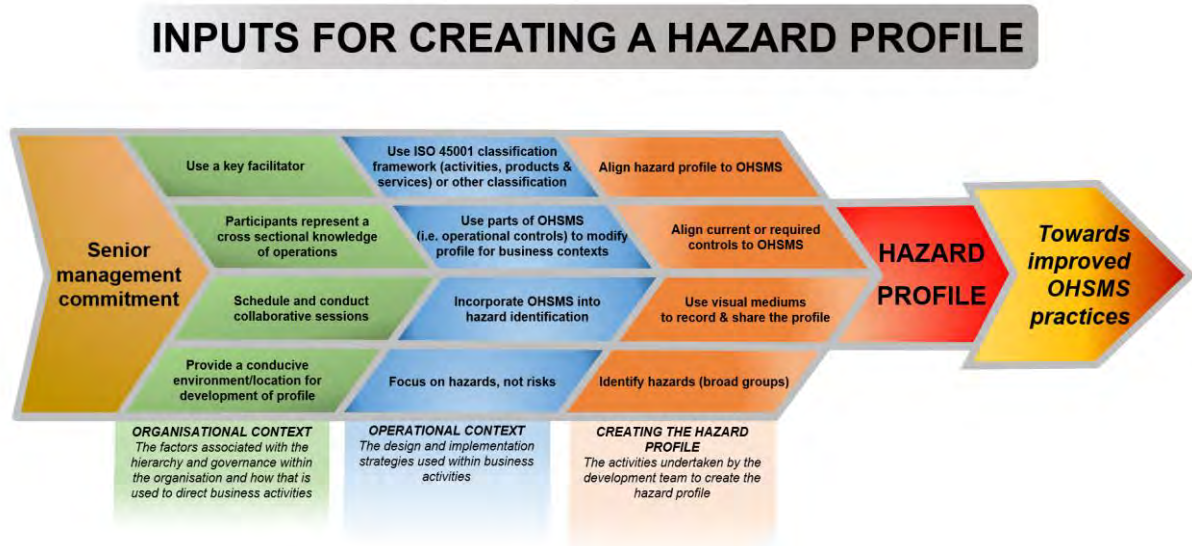 INPUTS FOR CREATING A HAZARD PROFILE
Senior
management
commitment
Use a key facilitator
Participants represent a
cross sectional knowledge
of operations
Schedule and conduct
collaborative sessions
Provide a conducive
environment/location for
development of profile
Use ISO 45001 classification
framework (activities, products &
services) or other classification
Use parts of OHSMS
(i.e. operational controls) to modify
profile for business contexts
Incorporate OHSMS into
hazard identification
Focus on hazards, not risks
Align hazard profile to OHSMS
Align current or required
controls to OHSMS
Use visual mediums
to record & share the profile
Identify hazards (broad groups)
HAZARD
PROFILE
Towards
improved
OHSMS
practices
ORGANISATIONAL CONTEXT
The factors associated with the
hierarchy and governance within
the organisation and how that is
used to direct business activities
OPERATIONAL CONTEXT
The design and implementation
strategies used within business
activities
CREATING THE HAZARD
PROFILE
The activities undertaken by the
development team to create the
hazard profile